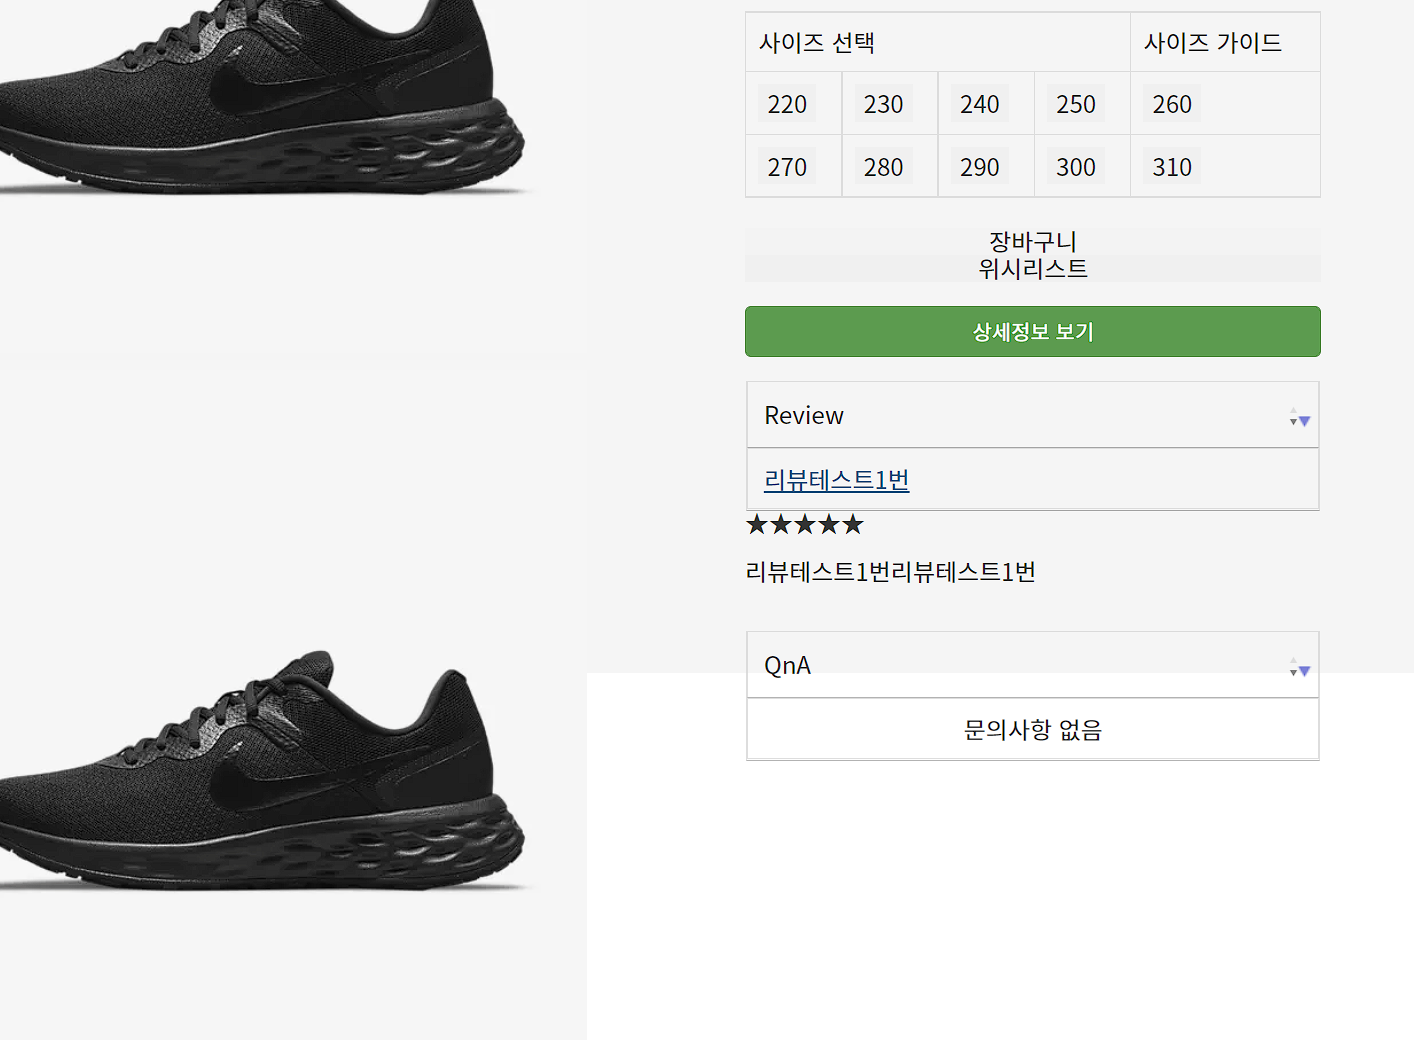 사이즈 선택 사이즈 가이드
220 230 240 250 260
270 280 290 300 310
장바구니
위시리스트
상세정보 보기
Review
리뷰테스트1번
★★★★★
리뷰테스트1번리뷰테스트1번
QnA
문의사항 없음